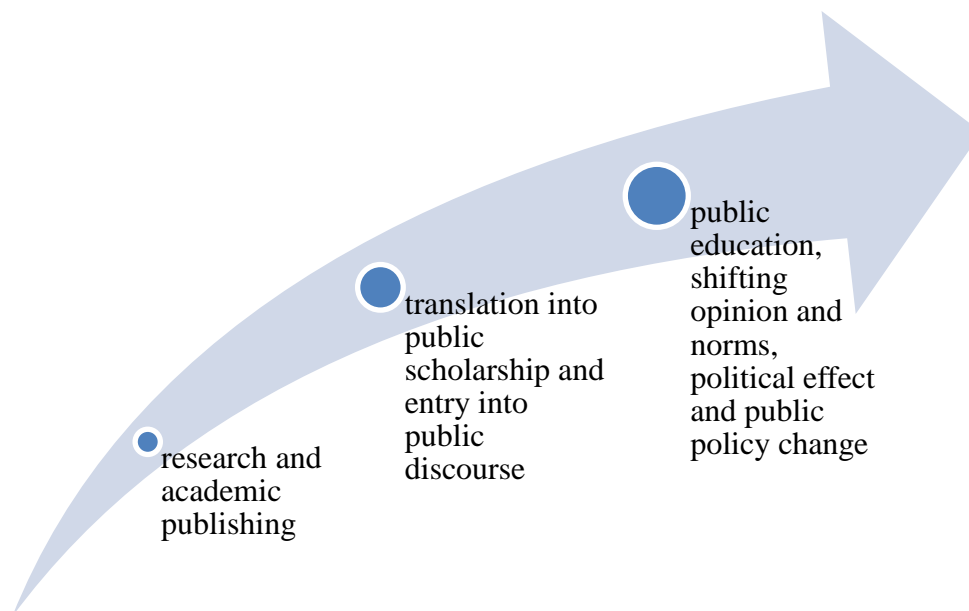 research and
academic
publishing
translation into
public
scholarship and
entry into
public
discourse
public
education,
shifting
opinion and
norms,
political effect
and public
policy change